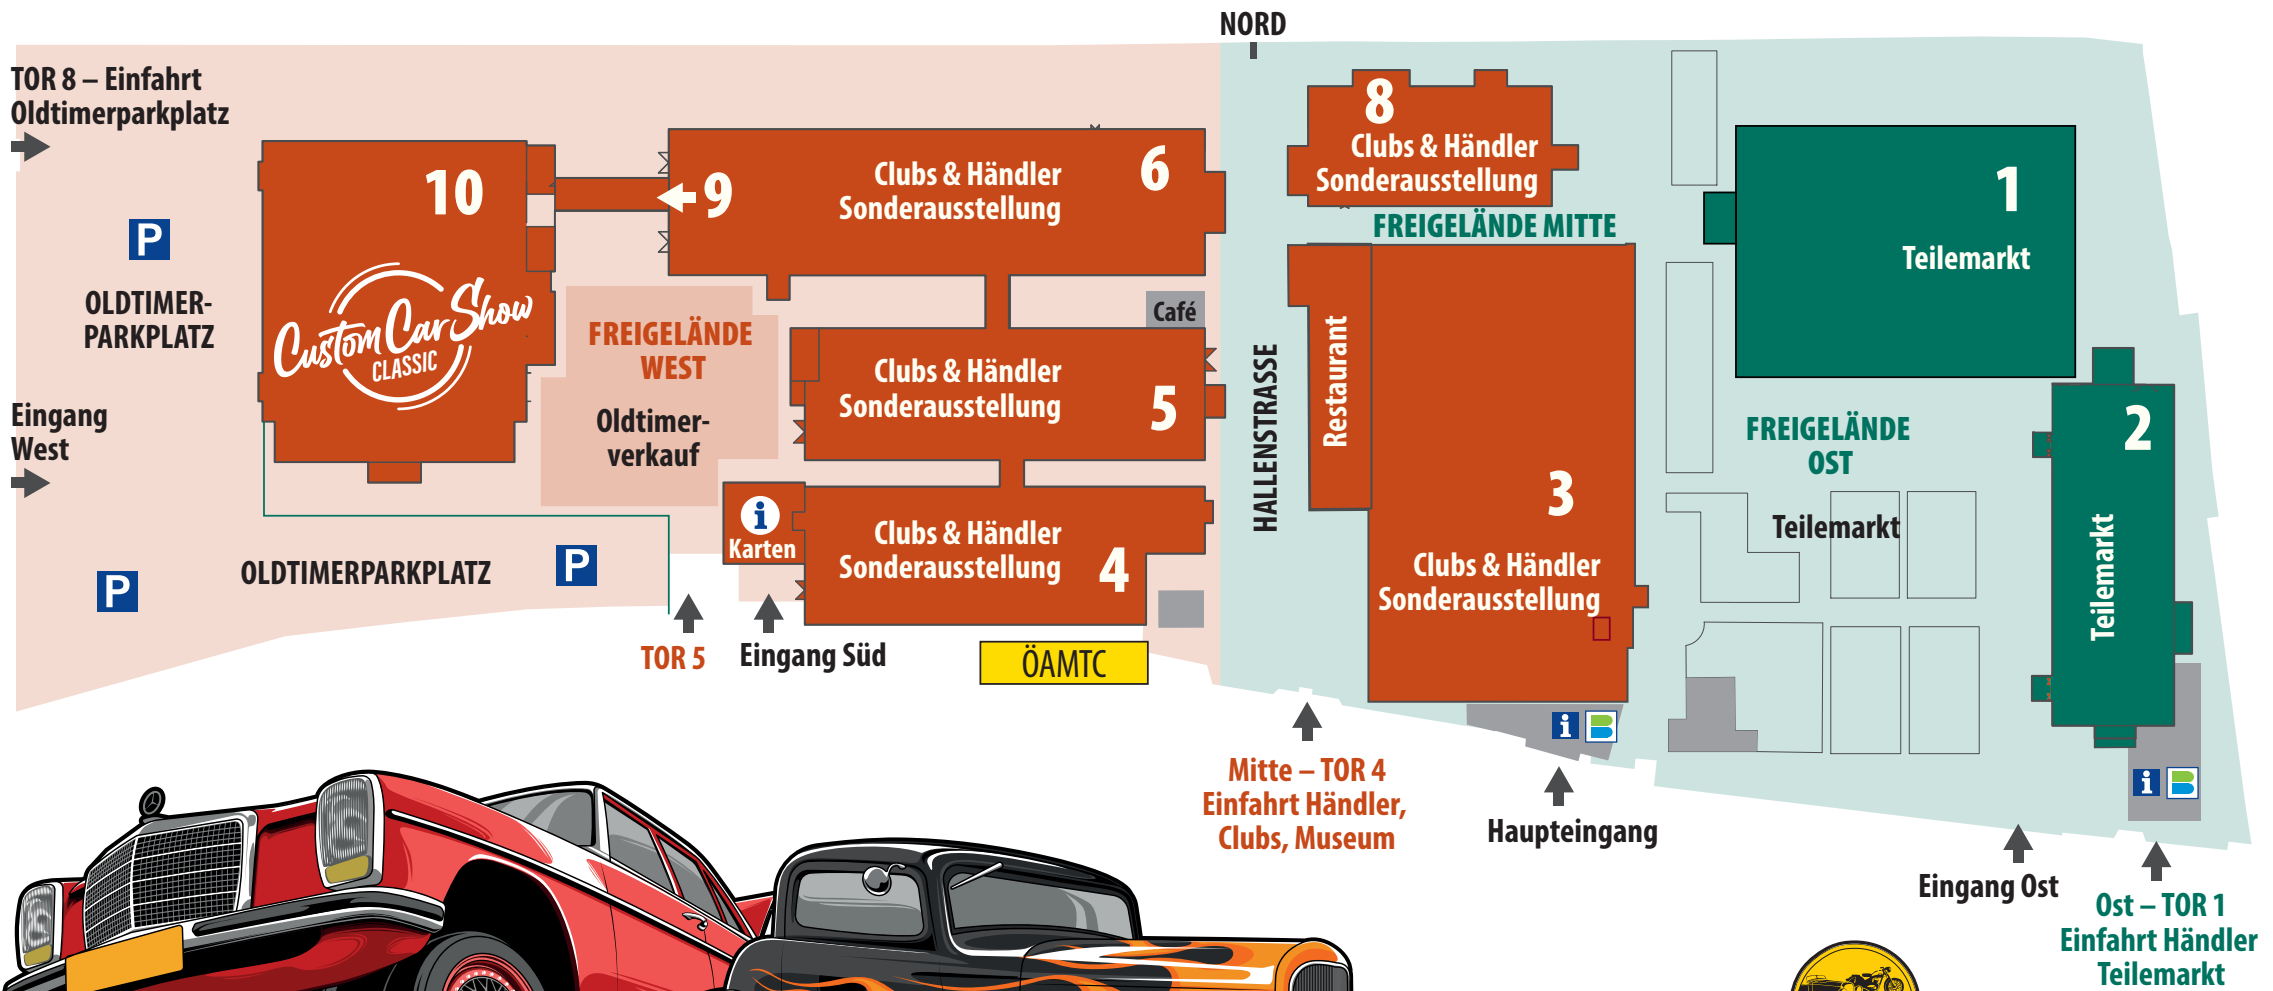 NORD
TOR 8 – Einfahrt
Oldtimerparkplatz
P
OLDTIMER-
PARKPLATZ
Eingang
West
P
OLDTIMERPARKPLATZ
P
10
Custom Car Show
CLASSIC
9
6
Clubs & Händler
Sonderausstellung
FREIGELÄNDE
WEST
Oldtimer-
verkauf
Café
Clubs & Händler
Sonderausstellung
5
i
Karten
Clubs & Händler
Sonderausstellung
4
TOR 5
Eingang Süd
ÖAMTC
HALLENSTRASSE
8
Clubs & Händler
Sonderausstellung
FREIGELÄNDE MITTE
Restaurant
3
Clubs & Händler
Sonderausstellung
i B
Mitte – TOR 4
Einfahrt Händler,
Clubs, Museum
Haupteingang
1
Teilemarkt
FREIGELÄNDE
OST
Teilemarkt
2
Teilemarkt
i B
Eingang Ost
Ost – TOR 1
Einfahrt Händler
Teilemarkt